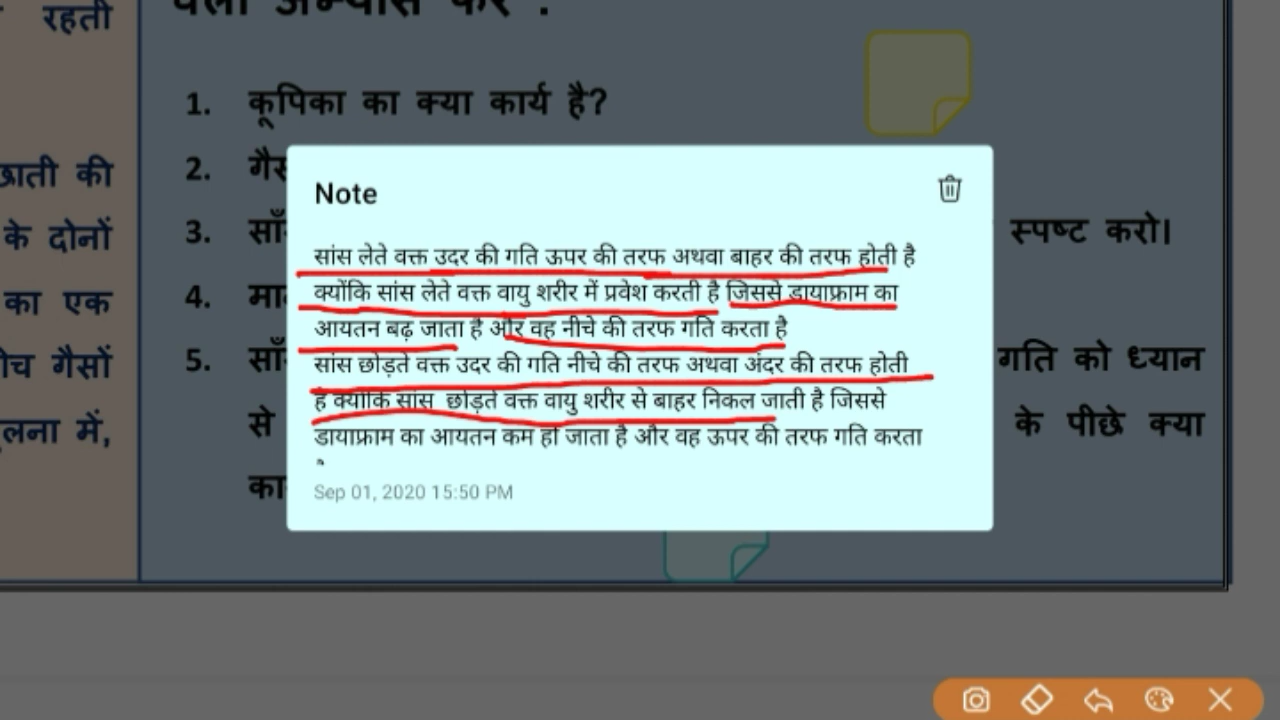 रहती
छाती की
के दोनों
का एक
गैसों
में,
अभ्यास करें :
1. कूपिका का क्या कार्य है?
2.
3. स्पष्ट करो।
4.
5. गति को ध्यान
से के पीछे क्या
Note
सांस लेते वक्त उदर की गति ऊपर की तरफ अथवा बाहर की तरफ होती है
क्योंकि सांस लेते वक्त वायु शरीर में प्रवेश करती है जिससे डायाफ्राम का
आयतन बढ़ जाता है और वह नीचे की तरफ गति करता है
सांस छोड़ते वक्त उदर की गति नीचे की तरफ अथवा अंदर की तरफ होती
है क्योंकि सांस छोड़ते वक्त वायु शरीर से बाहर निकल जाती है जिससे
डायाफ्राम का आयतन कम हो जाता है और वह ऊपर की तरफ गति करता
Sep 01, 2020 15:50 PM